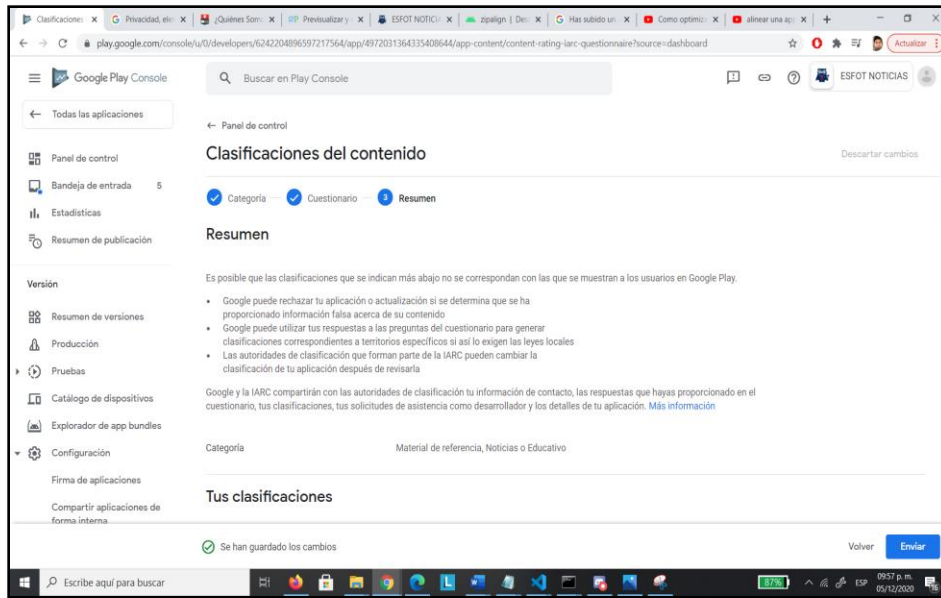 Clasificaciones
Privacidad, ele
¿Quiénes Som
Previsualizar y
ESFOT NOTICIA
zipalign | Des
Has subido un
Como optimiz
alinear una ap
play.google.com/console/u/0/developers/6242204896597217564/app/4972031364335408644/app-content/content-rating-iarc-questionnaire?source=dashboard
Actualizar
Google Play Console
Buscar en Play Console
ESFOT NOTICIAS
Todas las aplicaciones
Panel de control
Bandeja de entrada 5
Estadísticas
Resumen de publicación
Versión
Resumen de versiones
Producción
Pruebas
Catálogo de dispositivos
Explorador de app bundles
Configuración
Firma de aplicaciones
Compartir aplicaciones de
forma interna
Panel de control
Clasificaciones del contenido
Descartar cambios
Categoría
Cuestionario
3 Resumen
Resumen
Es posible que las clasificaciones que se indican más abajo no se correspondan con las que se muestran a los usuarios en Google Play.
• Google puede rechazar tu aplicación o actualización si se determina que se ha
proporcionado información falsa acerca de su contenido
• Google puede utilizar tus respuestas a las preguntas del cuestionario para generar
clasificaciones correspondientes a territorios específicos si así lo exigen las leyes locales
• Las autoridades de clasificación que forman parte de la IARC pueden cambiar la
clasificación de tu aplicación después de revisarla
Google y la IARC compartirán con las autoridades de clasificación tu información de contacto, las respuestas que hayas proporcionado en el
cuestionario, tus clasificaciones, tus solicitudes de asistencia como desarrollador y los detalles de tu aplicación. Más información
Categoría Material de referencia, Noticias o Educativo
Tus clasificaciones
Se han guardado los cambios
Volver
Enviar
Escribe aquí para buscar
87%
ESP
09:57 p. m.
05/12/2020